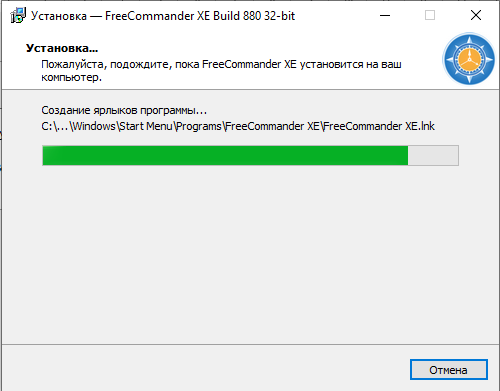 Установка — FreeCommander XE Build 880 32-bit
Установка...
Пожалуйста, подождите, пока FreeCommander XE установится на ваш
компьютер.
Создание ярлыков программы...
C:\...\Windows\Start Menu\Programs\FreeCommander XE\FreeCommander XE.lnk
Отмена